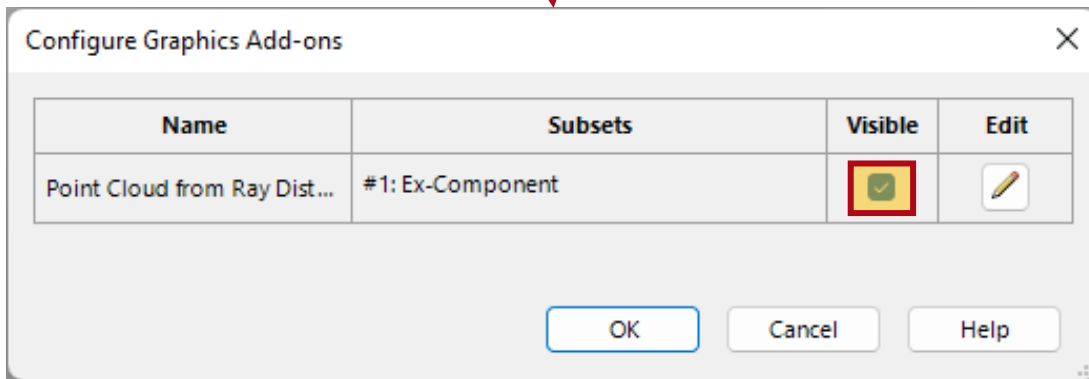 Configure Graphics Add-ons
Name Subsets Visible Edit
Point Cloud from Ray Dist... #1: Ex-Component
OK Cancel Help